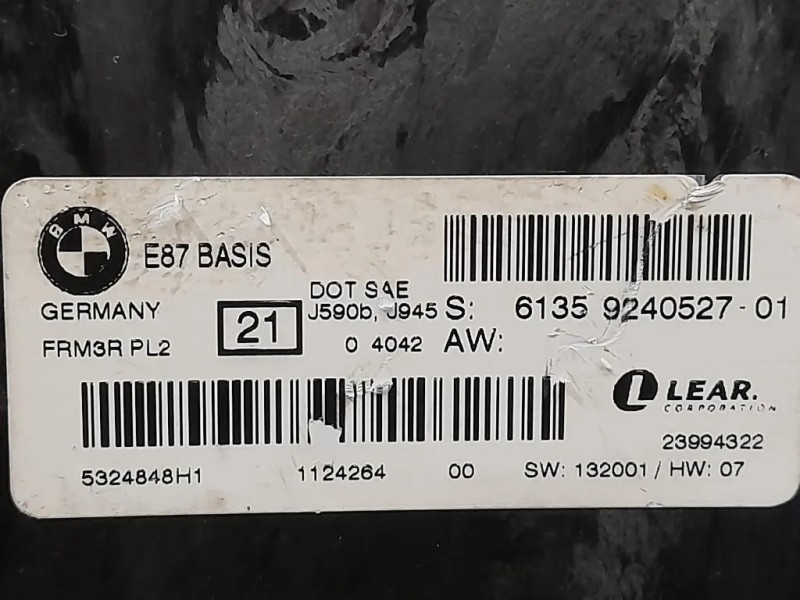 BMW
E87 BASIS
GERMANY
FRM3R PL2
21
DOT SAE
J590b, J945
0 4042
S: 6135 9240527-01
AW:
LEAR.
CORPORATION
23994322
5324848H1 1124264 00 SW: 132001 / HW: 07